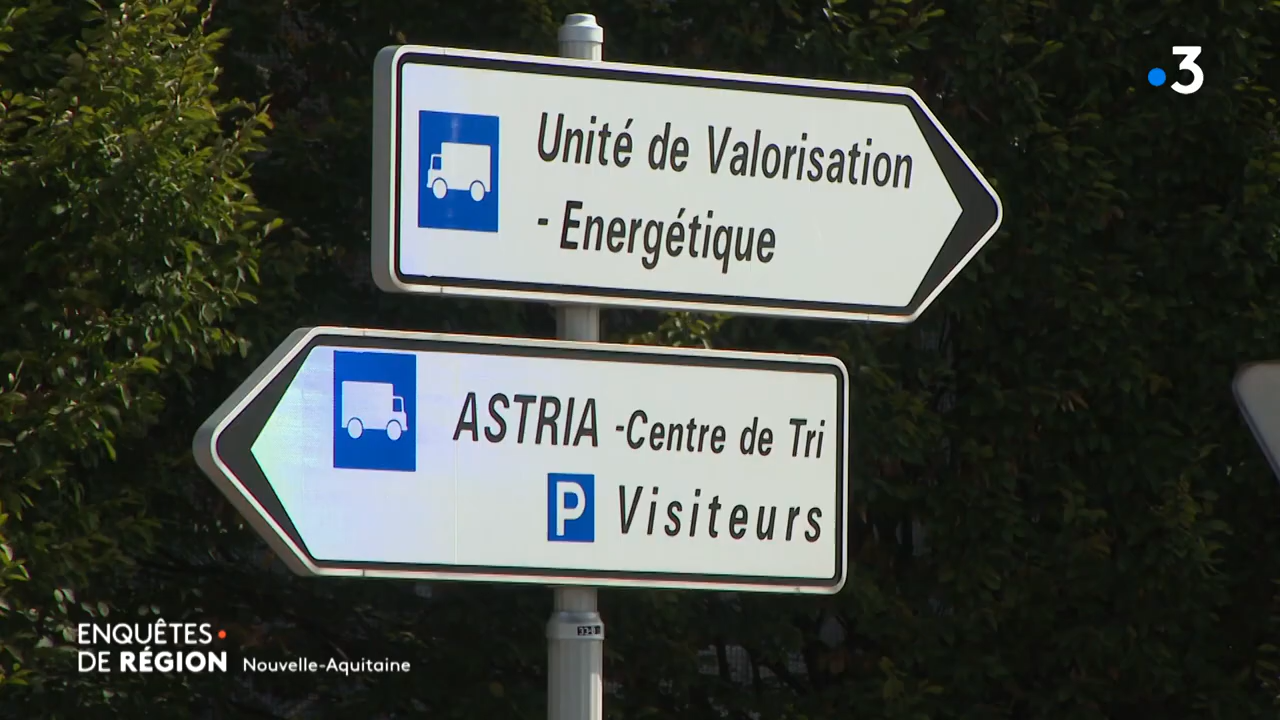 3
Unité de Valorisation
- Energétique
ASTRIA -Centre de Tri
P Visiteurs
ENQUÊTES
DE RÉGION Nouvelle-Aquitaine